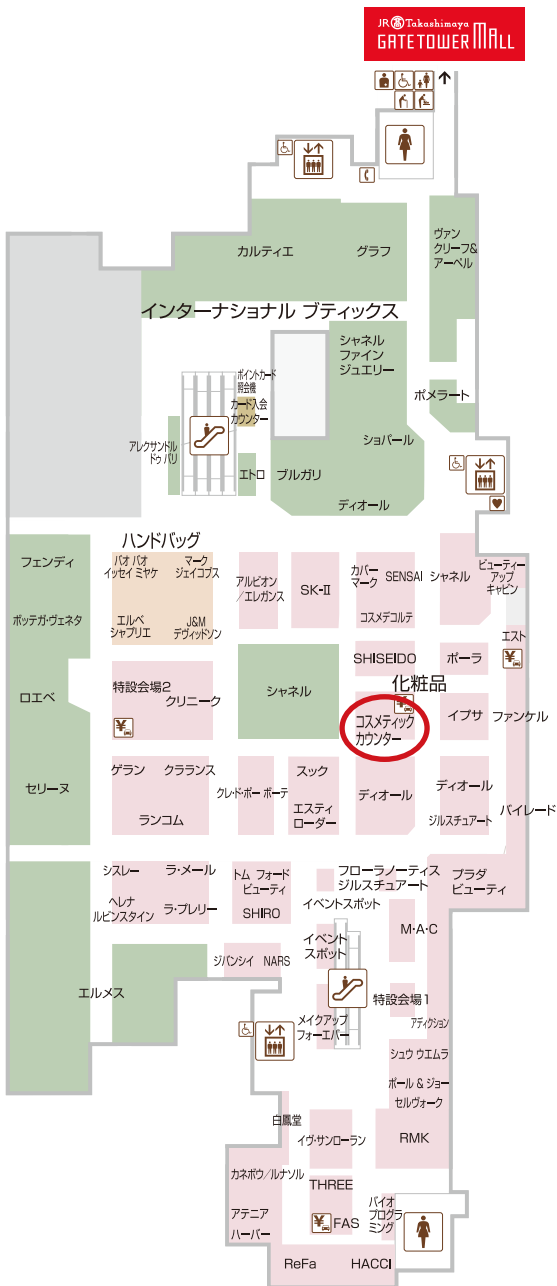 JR 高 Takashimaya
GATETOWER MALL
カルティエ
グラフ
ヴァン
クリーフ&
アーペル
インターナショナル ブティックス
シャネル
ファイン
ジュエリー
ポイントカード
照会機
カード入会
カウンター
ポメラート
アレクサンドル
ドゥ パリ
エトロ
ブルガリ
ショパール
ディオール
ハンドバッグ
フェンディ
バオ バオ
イッセイ ミヤケ
マーク
ジェイコブス
アルビオン
/エレガンス
SK-II
カバー
マーク
SENSAI
シャネル
ビューティー
アップ
キャビン
ボッテガ・ヴェネタ
エルベ
シャプリエ
J&M
デヴィッドソン
コスメデコルテ
SHISEIDO
ポーラ
エスト
ロエベ
特設会場2
クリニーク
シャネル
化粧品
コスメティック
カウンター
イプサ
ファンケル
セリーヌ
ゲラン
クラランス
ランコム
クレ・ド・ポー ボーテ
スック
エスティ
ローダー
ディオール
ディオール
ジルスチュアート
バイレード
シスレー
ラ・メール
ヘレナ
ルビンスタイン
ラ・プレリー
トム フォード
ビューティ
SHIRO
フローラノーティス
ジルスチュアート
イベントスポット
プラダ
ビューティ
M・A・C
イベント
スポット
ジバンシイ
NARS
エルメス
特設会場1
メイクアップ
フォーエバー
アディクション
シュウ ウエムラ
ポール & ジョー
セルヴォーク
白鳳堂
イヴ・サンローラン
RMK
カネボウ/ルナソル
THREE
アテニア
ハーバー
FAS
バイオ
プログラ
ミング
ReFa
HACCI